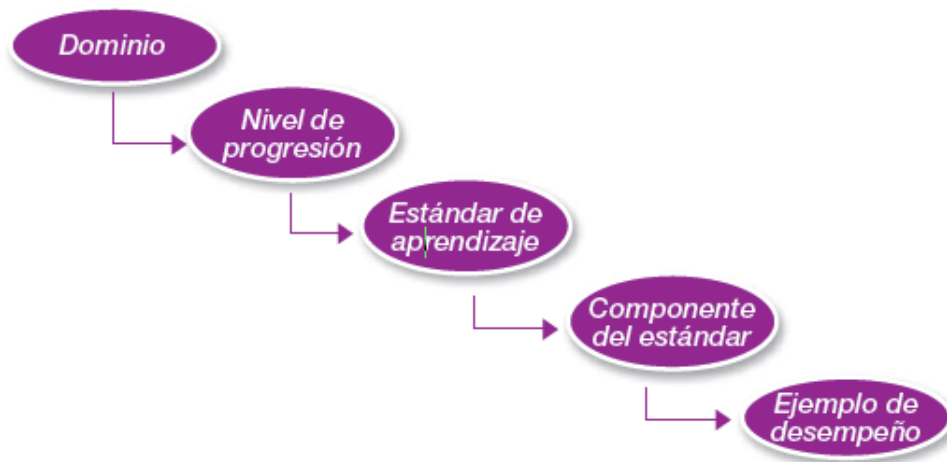 Dominio
Nivel de
progresión
Estándar de
aprendizaje
Componente
del estándar
Ejemplo de
desempeño